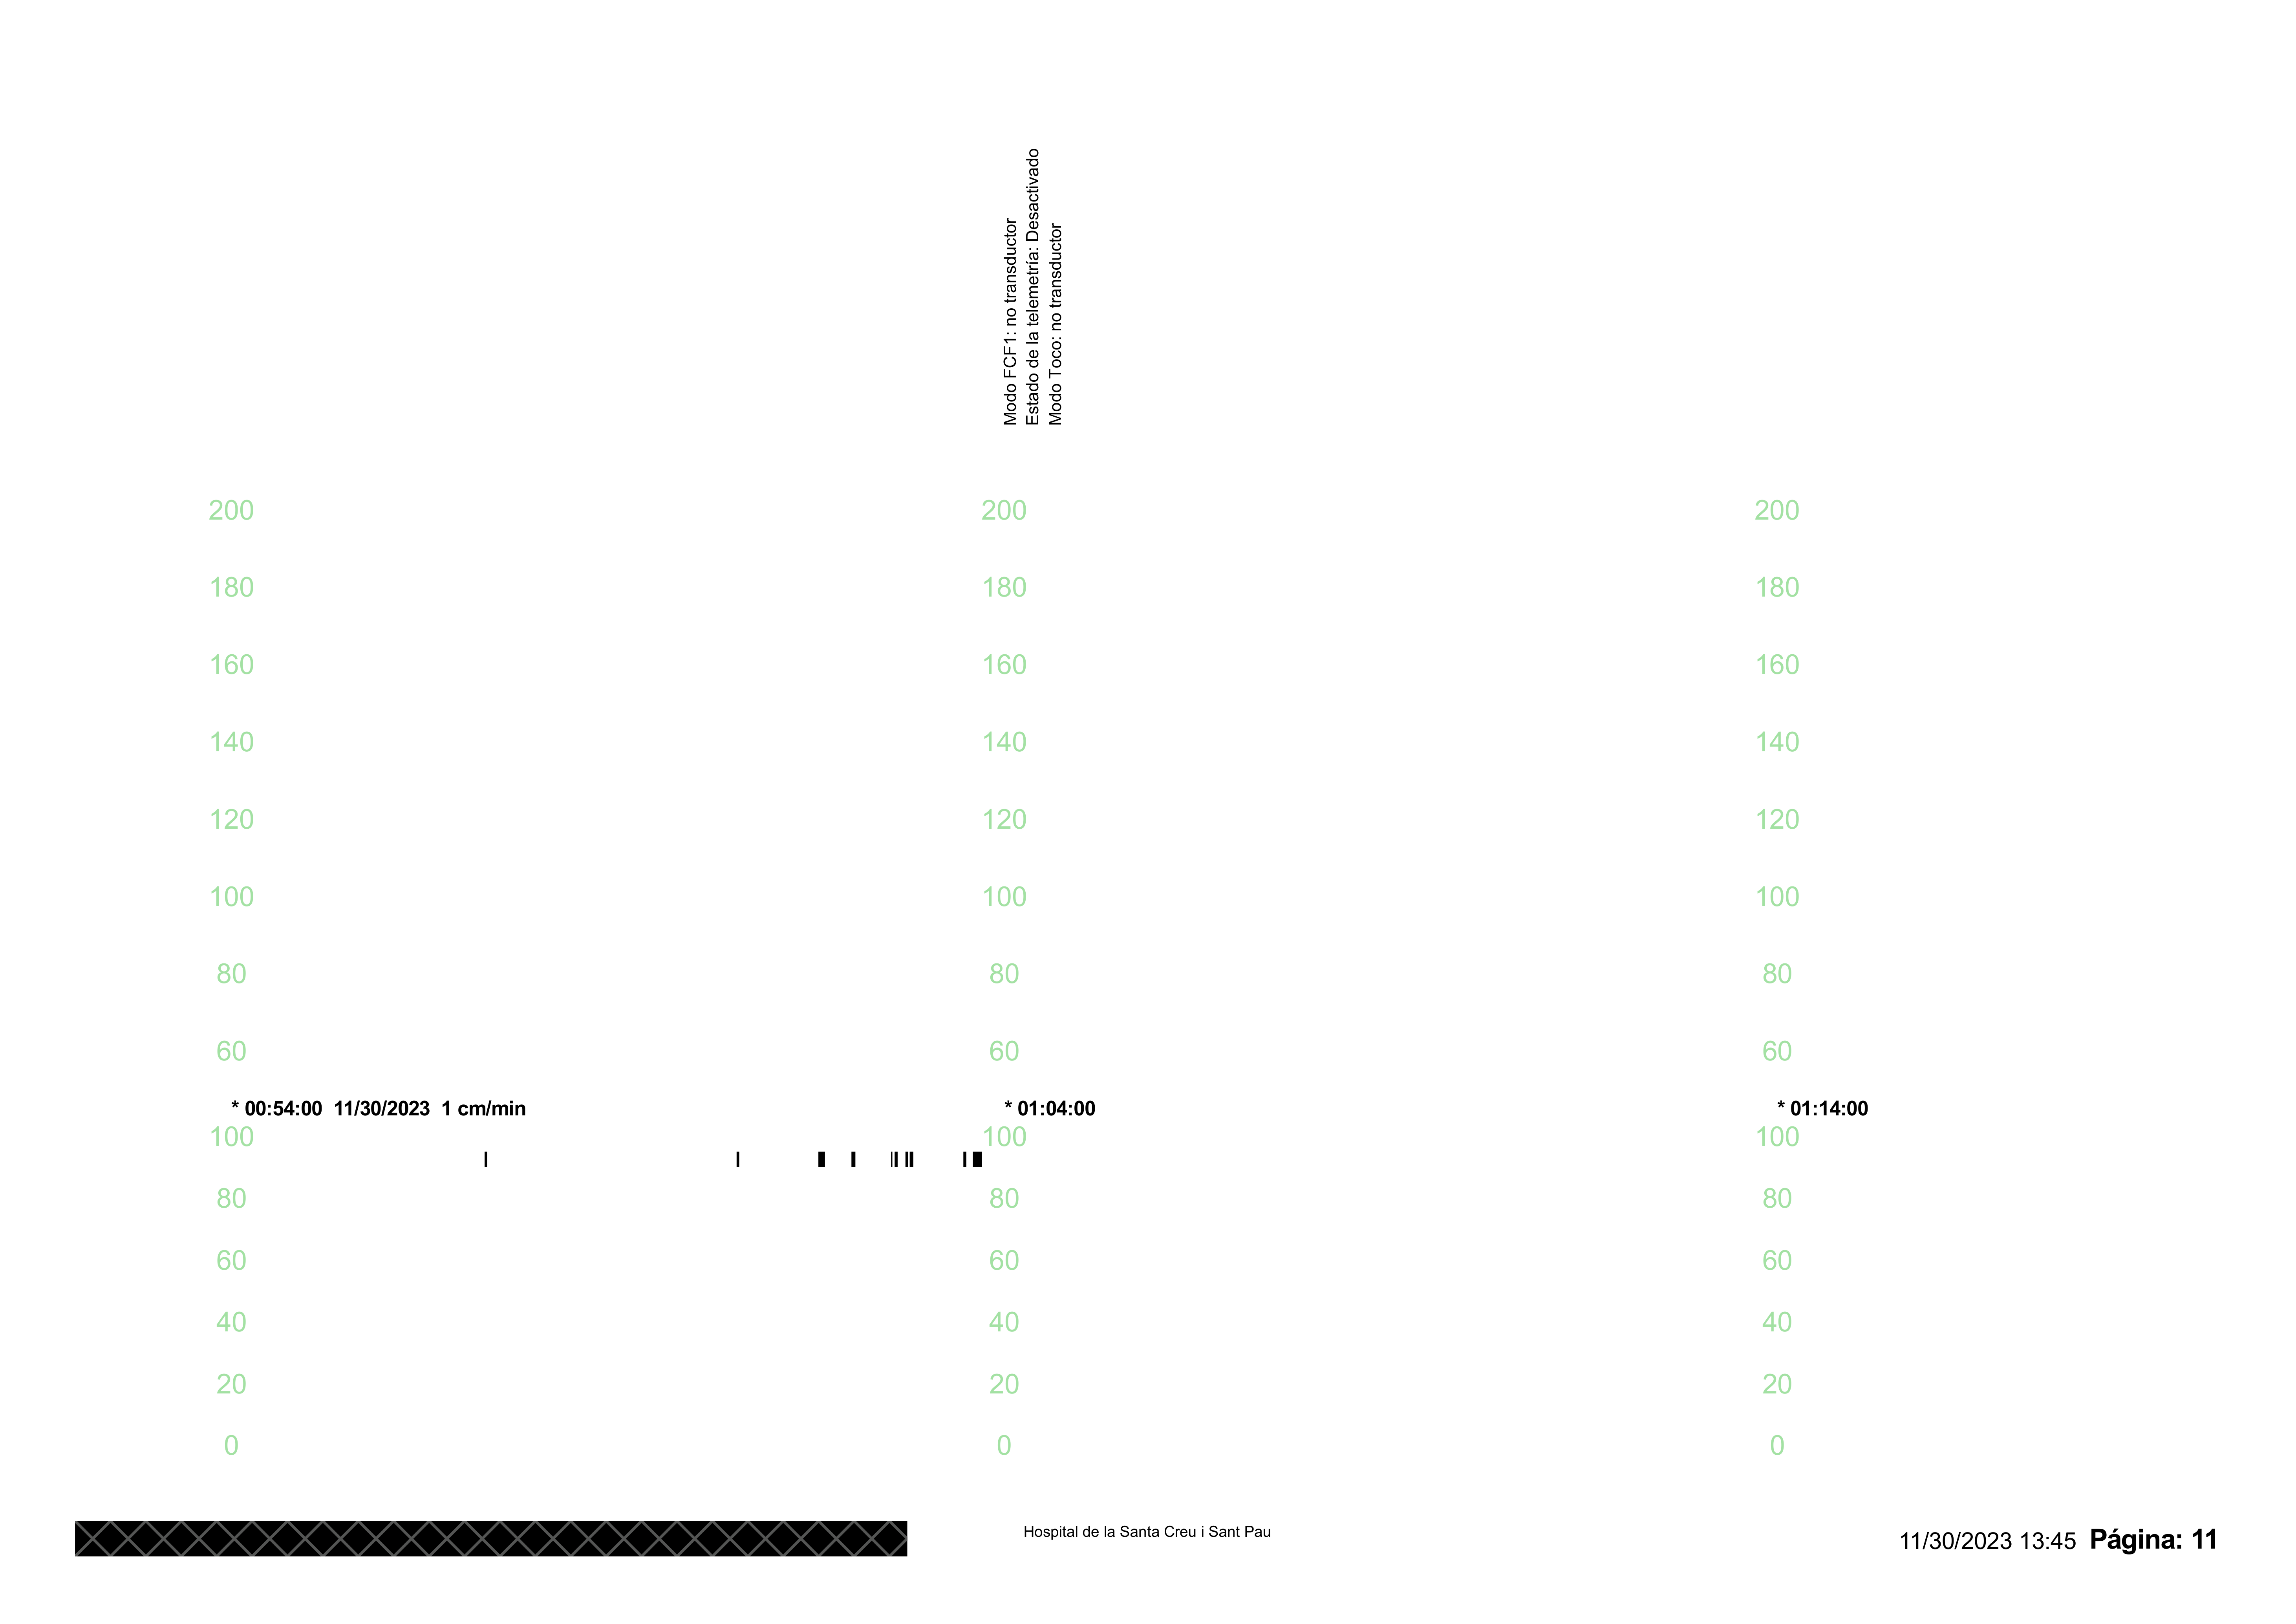 Modo FCF1: no transductor
Estado de la telemetría: Desactivado
Modo Toco: no transductor
200 200 200
180 180 180
160 160 160
140 140 140
120 120 120
100 100 100
80 80 80
60 60 60
* 00:54:00 11/30/2023 1 cm/min * 01:04:00 * 01:14:00
100 100 100
80 80 80
60 60 60
40 40 40
20 20 20
0 0 0
Hospital de la Santa Creu i Sant Pau
11/30/2023 13:45 Página: 11